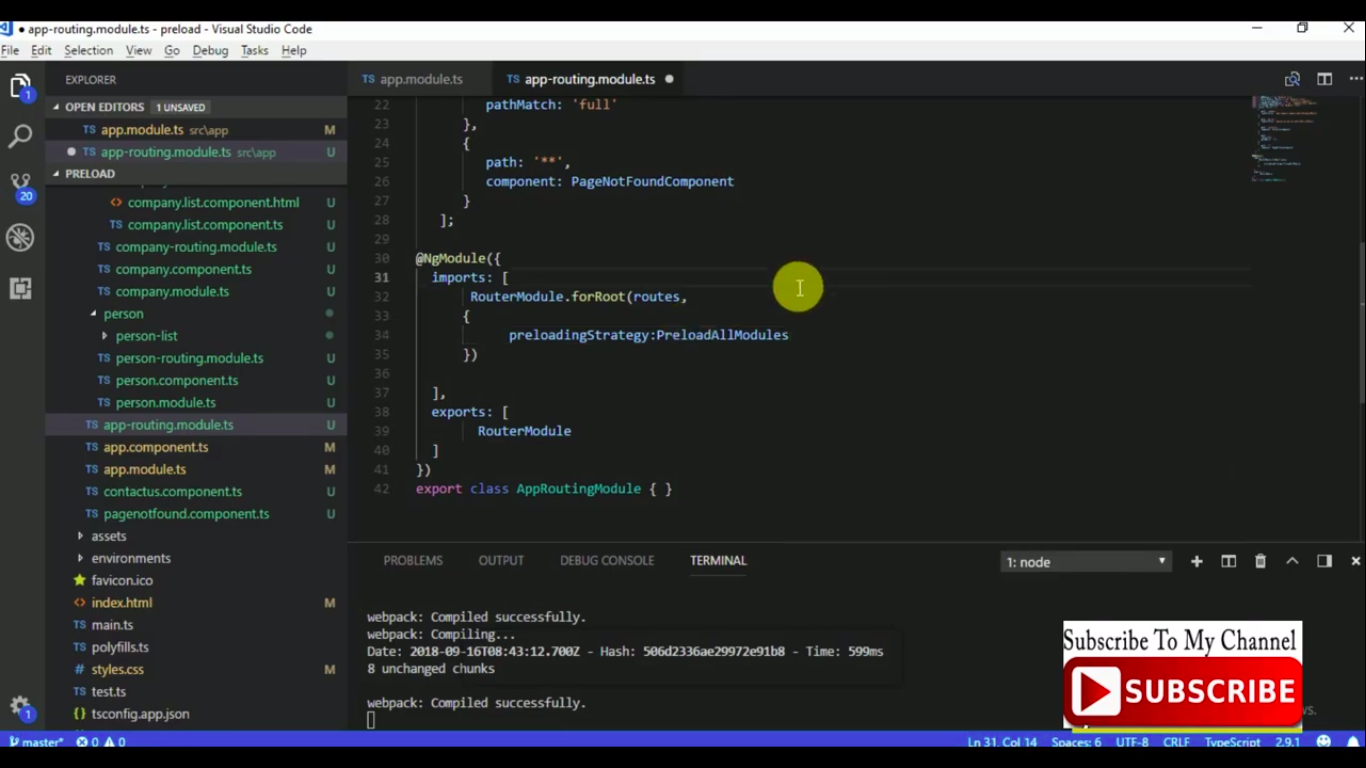 app-routing.module.ts - preload - Visual Studio Code
File Edit Selection View Go Debug Tasks Help
EXPLORER
TS app.module.ts TS app-routing.module.ts
OPEN EDITORS 1 UNSAVED
TS app.module.ts src\app M
TS app-routing.module.ts src\app U
PRELOAD
<> company.list.component.html U
TS company.list.component.ts U
TS company-routing.module.ts U
TS company.component.ts U
TS company.module.ts U
person
person-list
TS person-routing.module.ts U
TS person.component.ts U
TS person.module.ts U
TS app-routing.module.ts U
TS app.component.ts M
TS app.module.ts M
TS contactus.component.ts U
TS pagenotfound.component.ts U
assets
environments
favicon.ico
<> index.html M
TS main.ts
TS polyfills.ts
# styles.css M
TS test.ts
{} tsconfig.app.json
1
20
1
22 pathMatch: 'full'
23 },
24 {
25 path: '**',
26 component: PageNotFoundComponent
27 }
28 ];
29
30 @NgModule({
31 imports: [
32 RouterModule.forRoot(routes,
33 {
34 preloadingStrategy:PreloadAllModules
35 })
36
37 ],
38 exports: [
39 RouterModule
40 ]
41 })
42 export class AppRoutingModule { }
PROBLEMS OUTPUT DEBUG CONSOLE TERMINAL 1: node
webpack: Compiled successfully.
webpack: Compiling...
Date: 2018-09-16T08:43:12.700Z - Hash: 506d2336ae29972e91b8 - Time: 599ms
8 unchanged chunks
webpack: Compiled successfully.
Subscribe To My Channel
SUBSCRIBE
master* 0 0 Ln 31, Col 14 Spaces: 6 UTF-8 CRLF TypeScript 2.9.1